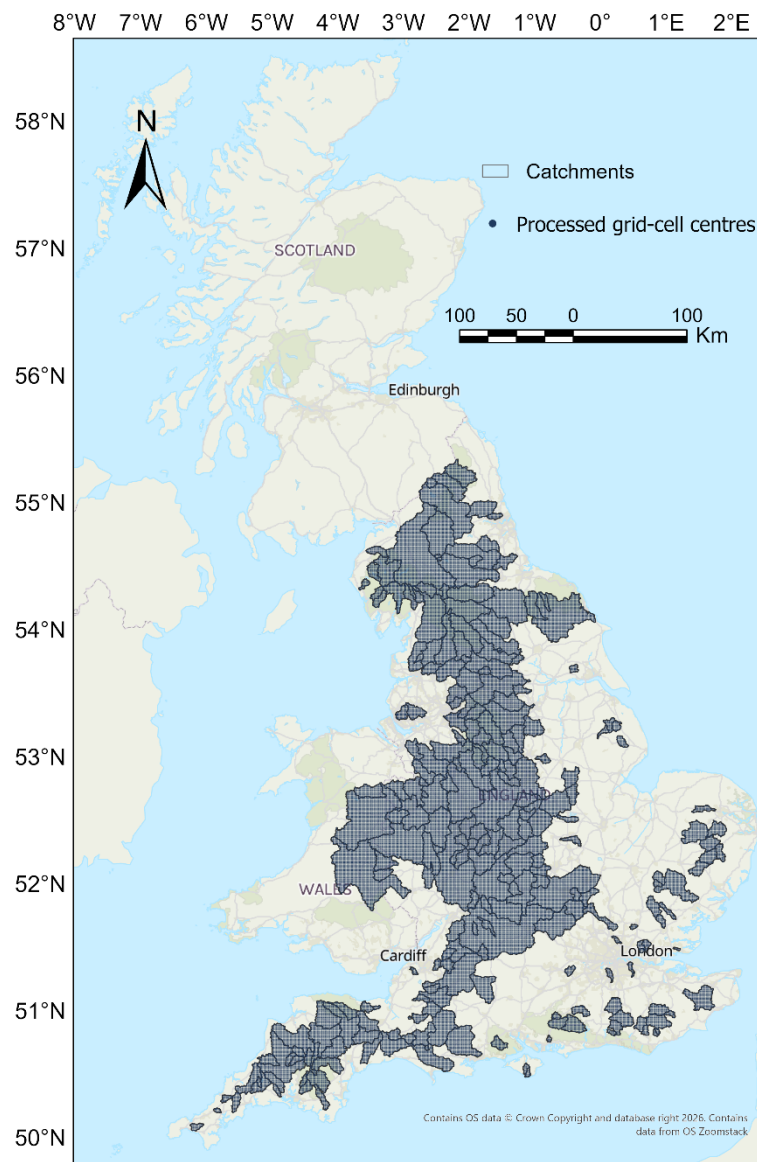 8°W 7°W 6°W 5°W 4°W 3°W 2°W 1°W 0° 1°E 2°E
58°N
N
Catchments
Processed grid-cell centres
57°N
SCOTLAND
100 50 0 100
Km
56°N
Edinburgh
55°N
54°N
53°N
ENGLAND
52°N
WALES
Cardiff
London
51°N
Contains OS data © Crown Copyright and database right 2026. Contains
data from OS Zoomstack
50°N